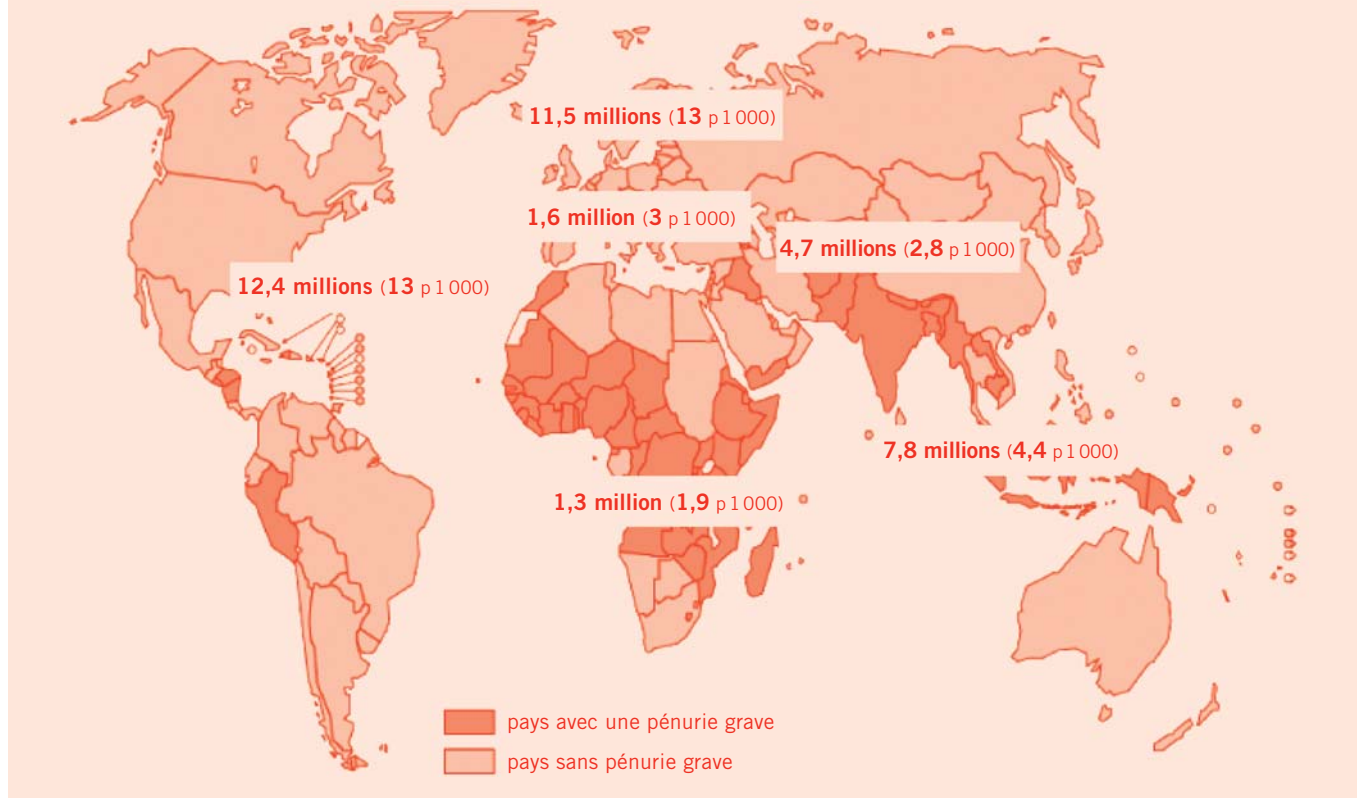 11,5 millions (13 p 1 000)
1,6 million (3 p 1 000)
4,7 millions (2,8 p 1 000)
12,4 millions (13 p 1 000)
7,8 millions (4,4 p 1 000)
1,3 million (1,9 p 1 000)
pays avec une pénurie grave
pays sans pénurie grave